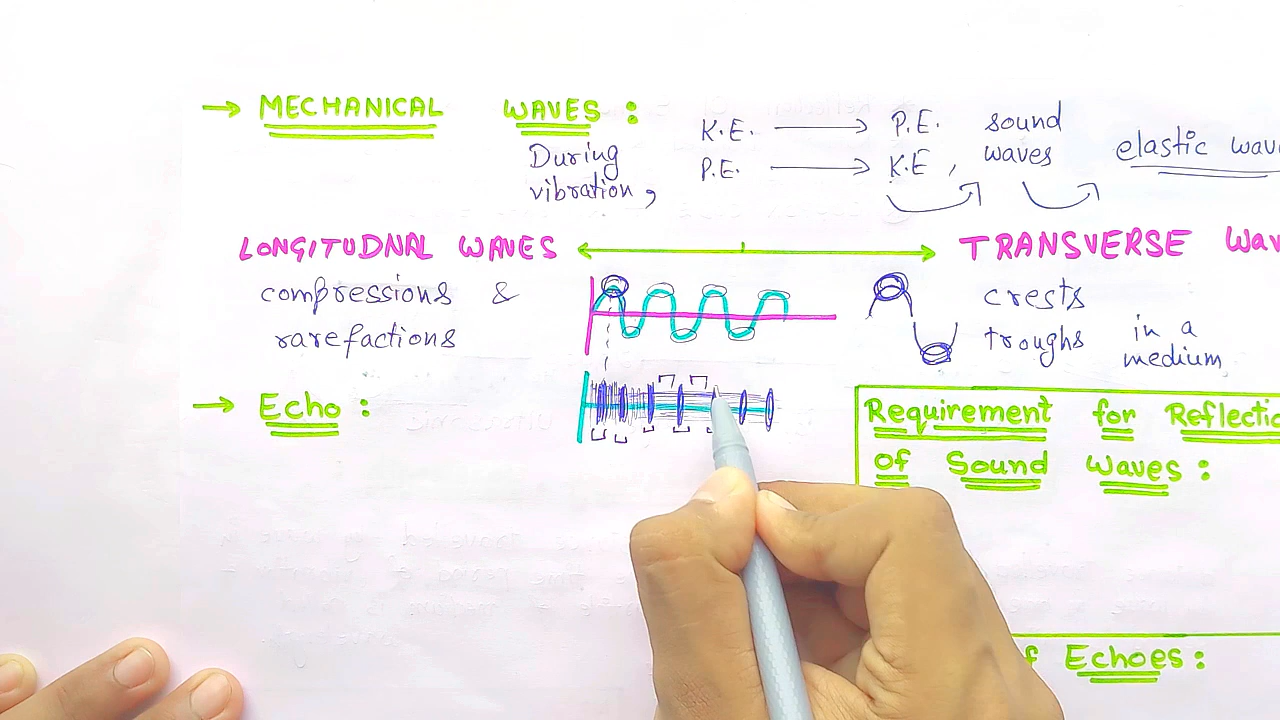 → MECHANICAL WAVES :
During vibration,
K.E. → P.E.
P.E. → K.E,
sound waves
elastic wav
LONGITUDNAL WAVES
TRANSVERSE Wav
compressions &
rarefactions
crests
troughs
in a medium
→ Echo :
Requirement for Reflectio
of Sound Waves :
f Echoes :